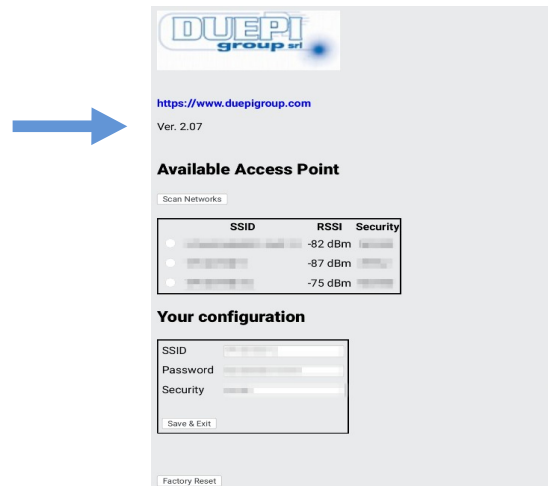 DUEPI
group srl
https://www.duepigroup.com
Ver. 2.07
Available Access Point
Scan Networks
SSID RSSI Security
-82 dBm
-87 dBm
-75 dBm
Your configuration
SSID
Password
Security
Save & Exit
Factory Reset